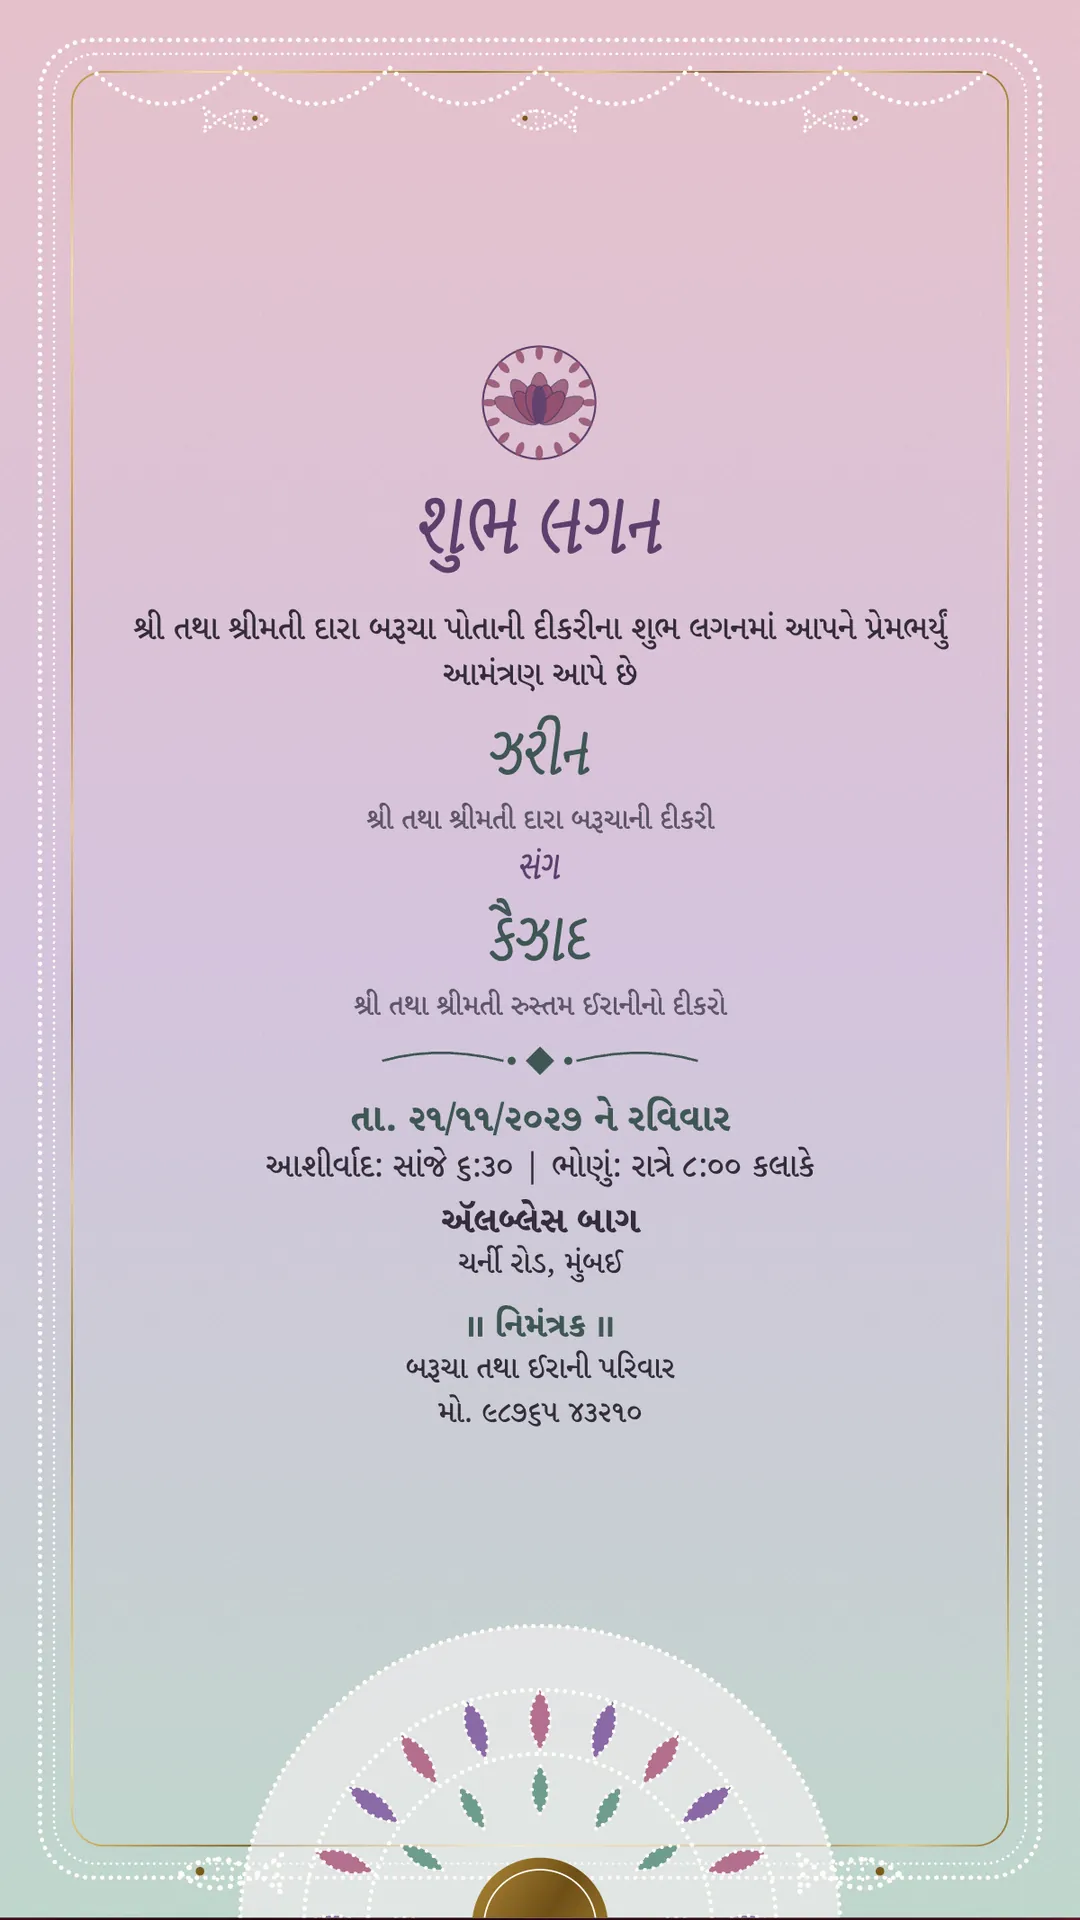 શુભ લગન
શ્રી તથા શ્રીમતી દારા બરૂચા પોતાની દીકરીના શુભ લગનમાં આપને પ્રેમભર્યું
આમંત્રણ આપે છે
ઝરીન
શ્રી તથા શ્રીમતી દારા બરૂચાની દીકરી
સંગ
કૈઝાદ
શ્રી તથા શ્રીમતી રુસ્તમ ઈરાનીનો દીકરો
તા. ૨૧/૧૧/૨૦૨૭ ને રવિવાર
આશીર્વાદ: સાંજે ૬:૩૦ | ભોણું: રાત્રે ૮:૦૦ કલાકે
ઍલબ્લેસ બાગ
ચર્ની રોડ, મુંબઈ
॥ નિમંત્રક ॥
બરૂચા તથા ઈરાની પરિવાર
મો. ૯૮૭૬૫ ૪૩૨૧૦